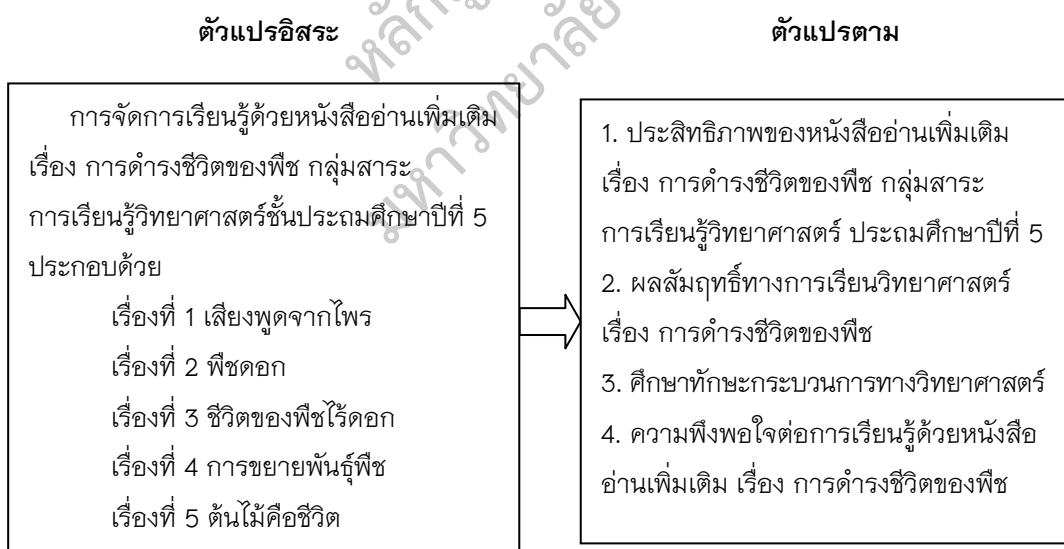 ตัวแปรอิสระ
การจัดการเรียนรู้ด้วยหนังสืออ่านเพิ่มเติม
เรื่อง การดำรงชีวิตของพืช กลุ่มสาระ
การเรียนรู้วิทยาศาสตร์ชั้นประถมศึกษาปีที่ 5
ประกอบด้วย
เรื่องที่ 1 เสียงพูดจากไพร
เรื่องที่ 2 พืชดอก
เรื่องที่ 3 ชีวิตของพืชไร้ดอก
เรื่องที่ 4 การขยายพันธุ์พืช
เรื่องที่ 5 ต้นไม้คือชีวิต
ตัวแปรตาม
1. ประสิทธิภาพของหนังสืออ่านเพิ่มเติม
เรื่อง การดำรงชีวิตของพืช กลุ่มสาระ
การเรียนรู้วิทยาศาสตร์ ประถมศึกษาปีที่ 5
2. ผลสัมฤทธิ์ทางการเรียนวิทยาศาสตร์
เรื่อง การดำรงชีวิตของพืช
3. ศึกษาทักษะกระบวนการทางวิทยาศาสตร์
4. ความพึงพอใจต่อการเรียนรู้ด้วยหนังสือ
อ่านเพิ่มเติม เรื่อง การดำรงชีวิตของพืช
มหาวิทยาลัย